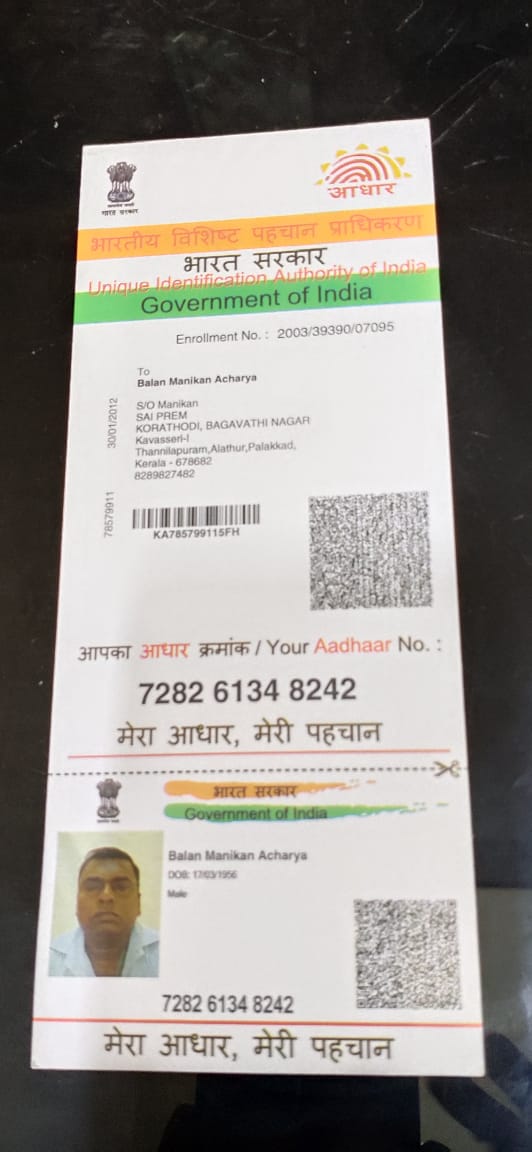 भारत सरकार
आधार
भारतीय विशिष्ट पहचान प्राधिकरण
भारत सरकार
Unique Identification Authority of India
Government of India
Enrollment No. : 2003/39390/07095
To
Balan Manikan Acharya
S/O Manikan
SAI PREM
KORATHODI, BAGAVATHI NAGAR
Kavasseri-I
Thannilapuram,Alathur,Palakkad,
Kerala - 678682
8289827482
30/01/2012
78579911
KA785799115FH
आपका आधार क्रमांक / Your Aadhaar No. :
7282 6134 8242
मेरा आधार, मेरी पहचान
भारत सरकार
Government of India
Balan Manikan Acharya
DOB: 17/03/1956
Male
7282 6134 8242
मेरा आधार, मेरी पहचान